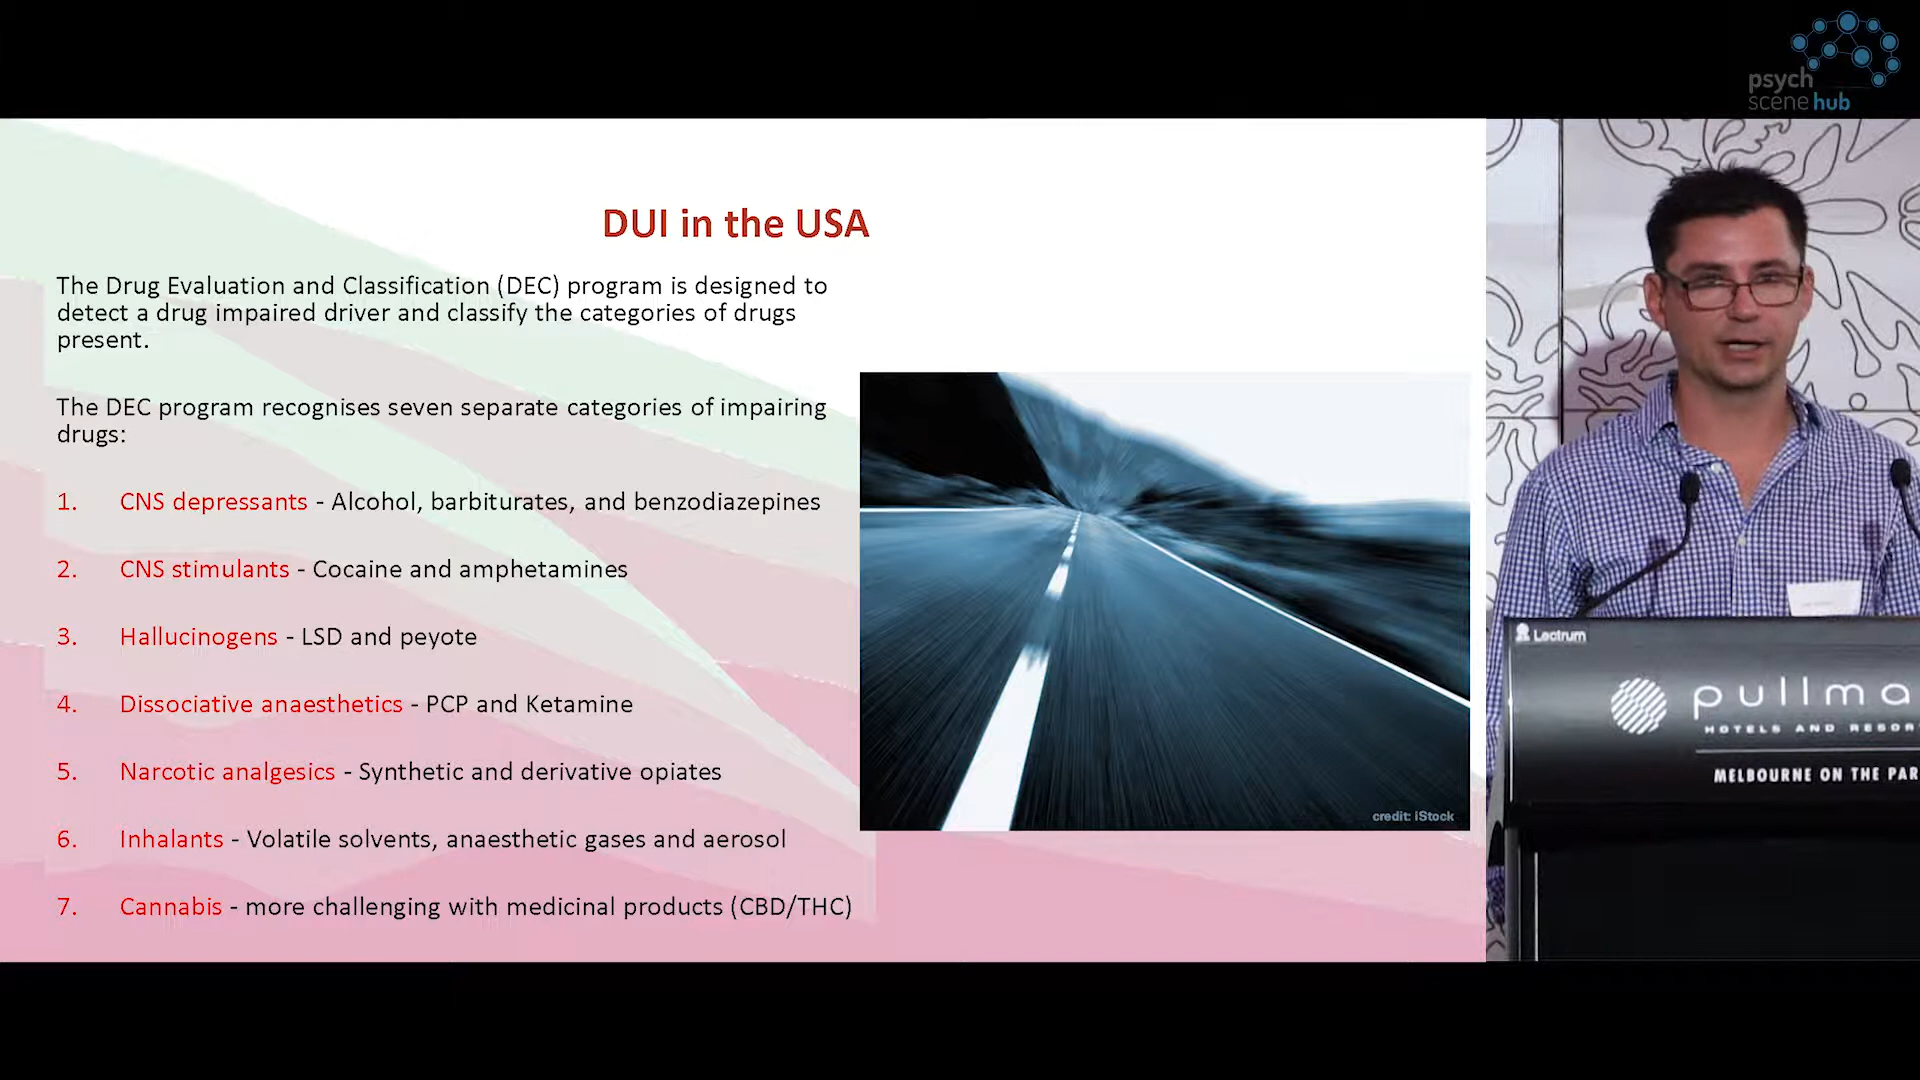 psych
scene hub
DUI in the USA
The Drug Evaluation and Classification (DEC) program is designed to
detect a drug impaired driver and classify the categories of drugs
present.
The DEC program recognises seven separate categories of impairing
drugs:
1. CNS depressants - Alcohol, barbiturates, and benzodiazepines
2. CNS stimulants - Cocaine and amphetamines
3. Hallucinogens - LSD and peyote
4. Dissociative anaesthetics - PCP and Ketamine
5. Narcotic analgesics - Synthetic and derivative opiates
6. Inhalants - Volatile solvents, anaesthetic gases and aerosol
7. Cannabis - more challenging with medicinal products (CBD/THC)
credit: iStock
Lectrum
pullma
HOTELS AND RESOR
MELBOURNE ON THE PAR